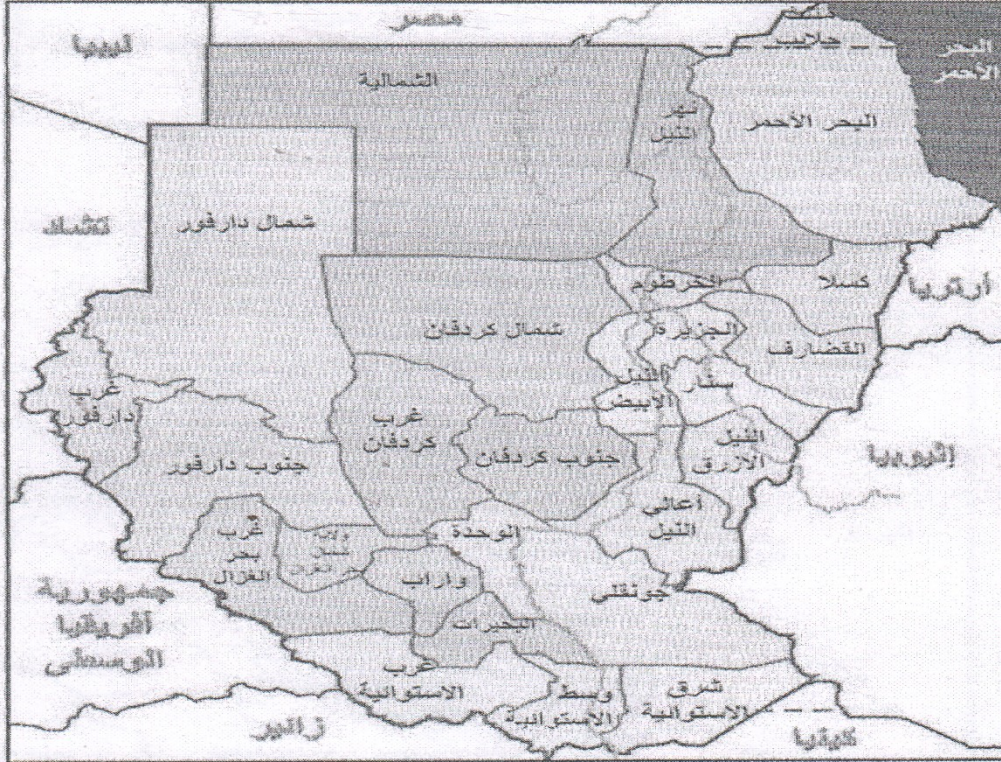 مصر
ليبيا
حلايب
البحر
الأحمر
الشمالية
نهر
النيل
البحر الأحمر
تشاد
شمال دارفور
الخرطوم
كسلا
أرتريا
شمال كردفان
الجزيرة
القضارف
النيل
الأبيض
سنار
غرب
دارفور
غرب
كردفان
جنوب كردفان
النيل
الازرق
إثيوبيا
جنوب دارفور
أعالي
النيل
الوحدة
غرب
بحر
الغزال
واراب
جونقلي
جمهورية
أفريقيا
الوسطى
البحيرات
غرب
الاستوائية
وسط
الاستوائية
شرق
الاستوائية
زائير
كينيا